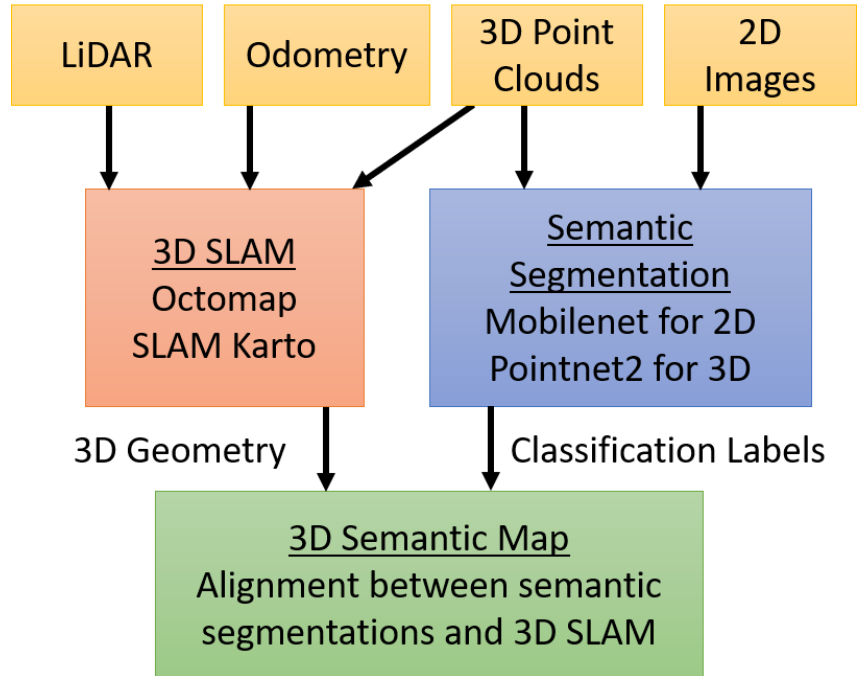 LiDAR
Odometry
3D Point
Clouds
2D
Images
3D SLAM
Octomap
SLAM Karto
Semantic
Segmentation
Mobilenet for 2D
Pointnet2 for 3D
3D Geometry
Classification Labels
3D Semantic Map
Alignment between semantic
segmentations and 3D SLAM